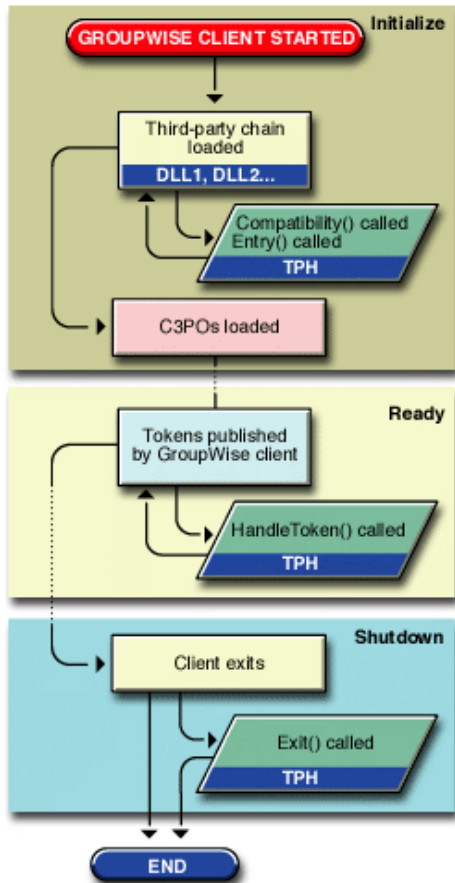 Initialize
GROUPWISE CLIENT STARTED
Third-party chain
loaded
DLL1, DLL2...
Compatibility() called
Entry() called
TPH
C3POs loaded
Ready
Tokens published
by GroupWise client
HandleToken() called
TPH
Shutdown
Client exits
Exit() called
TPH
END